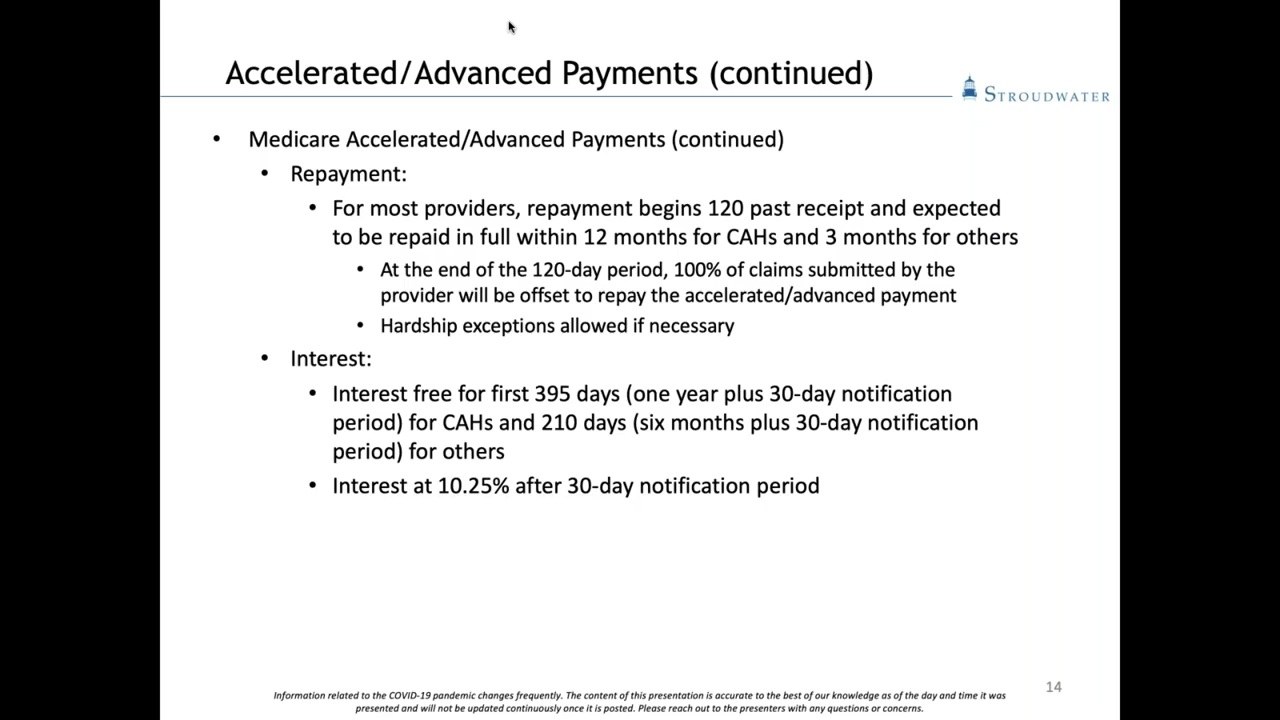 Accelerated/Advanced Payments (continued)
STROUDWATER
• Medicare Accelerated/Advanced Payments (continued)
• Repayment:
• For most providers, repayment begins 120 past receipt and expected
to be repaid in full within 12 months for CAHs and 3 months for others
• At the end of the 120-day period, 100% of claims submitted by the
provider will be offset to repay the accelerated/advanced payment
• Hardship exceptions allowed if necessary
• Interest:
• Interest free for first 395 days (one year plus 30-day notification
period) for CAHs and 210 days (six months plus 30-day notification
period) for others
• Interest at 10.25% after 30-day notification period
14
Information related to the COVID-19 pandemic changes frequently. The content of this presentation is accurate to the best of our knowledge as of the day and time it was
presented and will not be updated continuously once it is posted. Please reach out to the presenters with any questions or concerns.